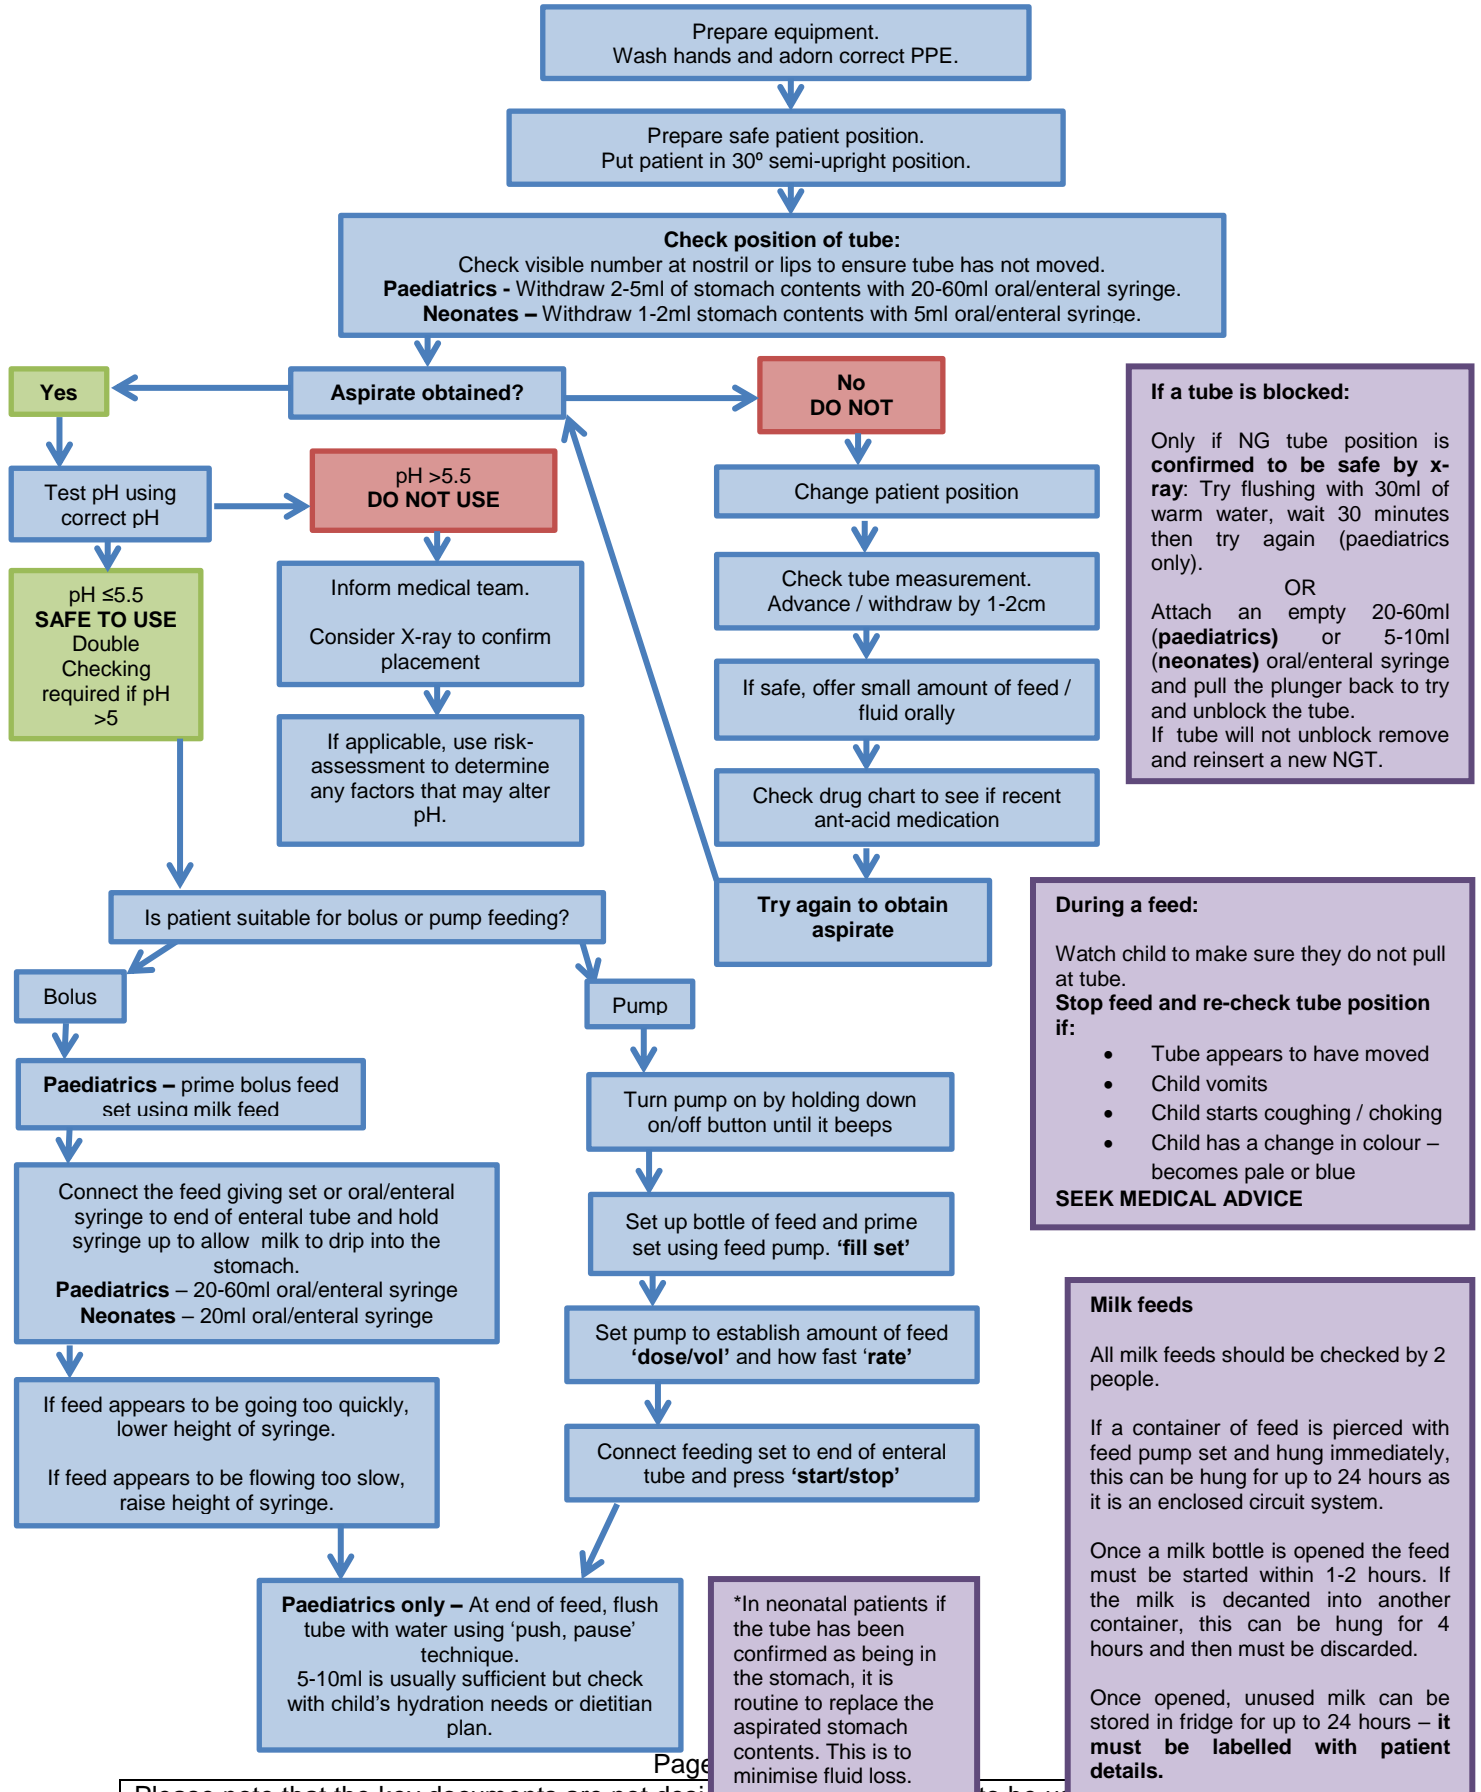 Prepare equipment.
Wash hands and adorn correct PPE.
Prepare safe patient position.
Put patient in 30º semi-upright position.
Check position of tube:
Check visible number at nostril or lips to ensure tube has not moved.
Paediatrics - Withdraw 2-5ml of stomach contents with 20-60ml oral/enteral syringe.
Neonates – Withdraw 1-2ml stomach contents with 5ml oral/enteral syringe.
Yes
Aspirate obtained?
No
DO NOT
Test pH using
correct pH
pH >5.5
DO NOT USE
Change patient position
pH ≤5.5
SAFE TO USE
Double
Checking
required if pH
>5
Inform medical team.
Consider X-ray to confirm
placement
If applicable, use risk-
assessment to determine
any factors that may alter
pH.
Check tube measurement.
Advance / withdraw by 1-2cm
If safe, offer small amount of feed /
fluid orally
Check drug chart to see if recent
ant-acid medication
Try again to obtain
aspirate
If a tube is blocked:
Only if NG tube position is
confirmed to be safe by x-
ray: Try flushing with 30ml of
warm water, wait 30 minutes
then try again (paediatrics
only).
OR
Attach an empty 20-60ml
(paediatrics) or 5-10ml
(neonates) oral/enteral syringe
and pull the plunger back to try
and unblock the tube.
If tube will not unblock remove
and reinsert a new NGT.
Is patient suitable for bolus or pump feeding?
Bolus
Pump
Paediatrics – prime bolus feed
set using milk feed
Connect the feed giving set or oral/enteral
syringe to end of enteral tube and hold
syringe up to allow milk to drip into the
stomach.
Paediatrics – 20-60ml oral/enteral syringe
Neonates – 20ml oral/enteral syringe
If feed appears to be going too quickly,
lower height of syringe.
If feed appears to be flowing too slow,
raise height of syringe.
Turn pump on by holding down
on/off button until it beeps
Set up bottle of feed and prime
set using feed pump. ‘fill set’
Set pump to establish amount of feed
‘dose/vol’ and how fast ‘rate’
Connect feeding set to end of enteral
tube and press ‘start/stop’
During a feed:
Watch child to make sure they do not pull
at tube.
Stop feed and re-check tube position
if:
• Tube appears to have moved
• Child vomits
• Child starts coughing / choking
• Child has a change in colour –
becomes pale or blue
SEEK MEDICAL ADVICE
Paediatrics only – At end of feed, flush
tube with water using ‘push, pause’
technique.
5-10ml is usually sufficient but check
with child’s hydration needs or dietitian
plan.
*In neonatal patients if
the tube has been
confirmed as being in
the stomach, it is
routine to replace the
aspirated stomach
contents. This is to
minimise fluid loss.
Milk feeds
All milk feeds should be checked by 2
people.
If a container of feed is pierced with
feed pump set and hung immediately,
this can be hung for up to 24 hours as
it is an enclosed circuit system.
Once a milk bottle is opened the feed
must be started within 1-2 hours. If
the milk is decanted into another
container, this can be hung for 4
hours and then must be discarded.
Once opened, unused milk can be
stored in fridge for up to 24 hours – it
must be labelled with patient
details.
Page
Please note that the key documents are not desi to be u